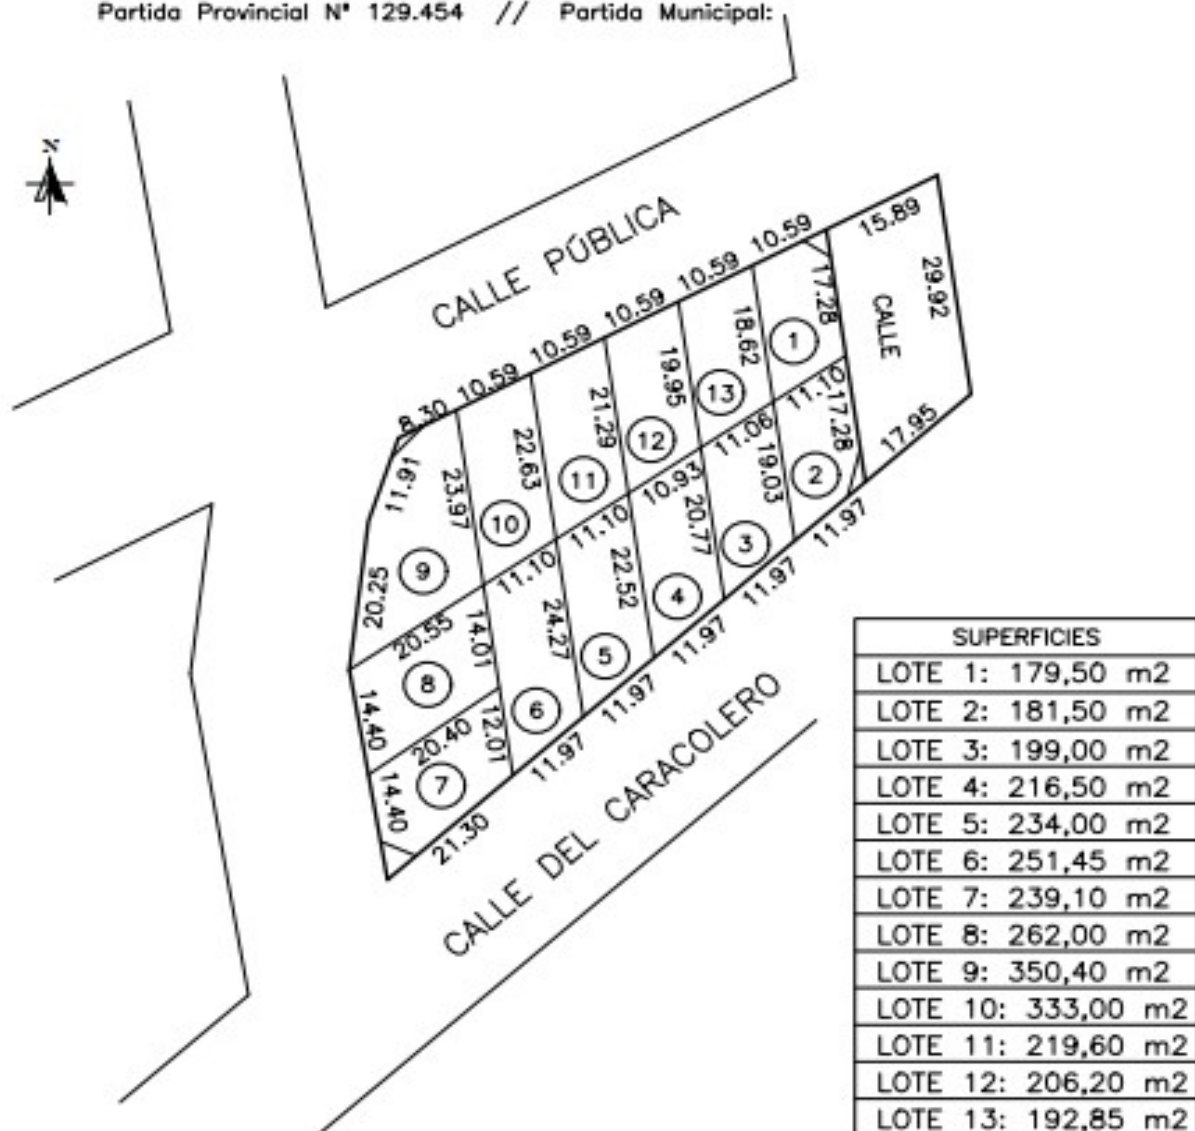 Partida Provincial N° 129.454 // Partida Municipal:
N
CALLE PÚBLICA
15.89
10.59
10.59
10.59
10.59
10.59
8.30
29.92
CALLE
17.28
18.62
19.95
21.29
22.63
23.97
11.91
20.25
1
13
12
11
10
9
11.10
11.06
10.93
11.10
11.10
20.55
17.28
19.03
20.77
22.52
24.27
14.01
12.01
14.40
20.40
14.40
2
3
4
5
6
8
7
17.95
11.97
11.97
11.97
11.97
11.97
21.30
CALLE DEL CARACOLERO
SUPERFICIES
LOTE 1: 179,50 m2
LOTE 2: 181,50 m2
LOTE 3: 199,00 m2
LOTE 4: 216,50 m2
LOTE 5: 234,00 m2
LOTE 6: 251,45 m2
LOTE 7: 239,10 m2
LOTE 8: 262,00 m2
LOTE 9: 350,40 m2
LOTE 10: 333,00 m2
LOTE 11: 219,60 m2
LOTE 12: 206,20 m2
LOTE 13: 192,85 m2